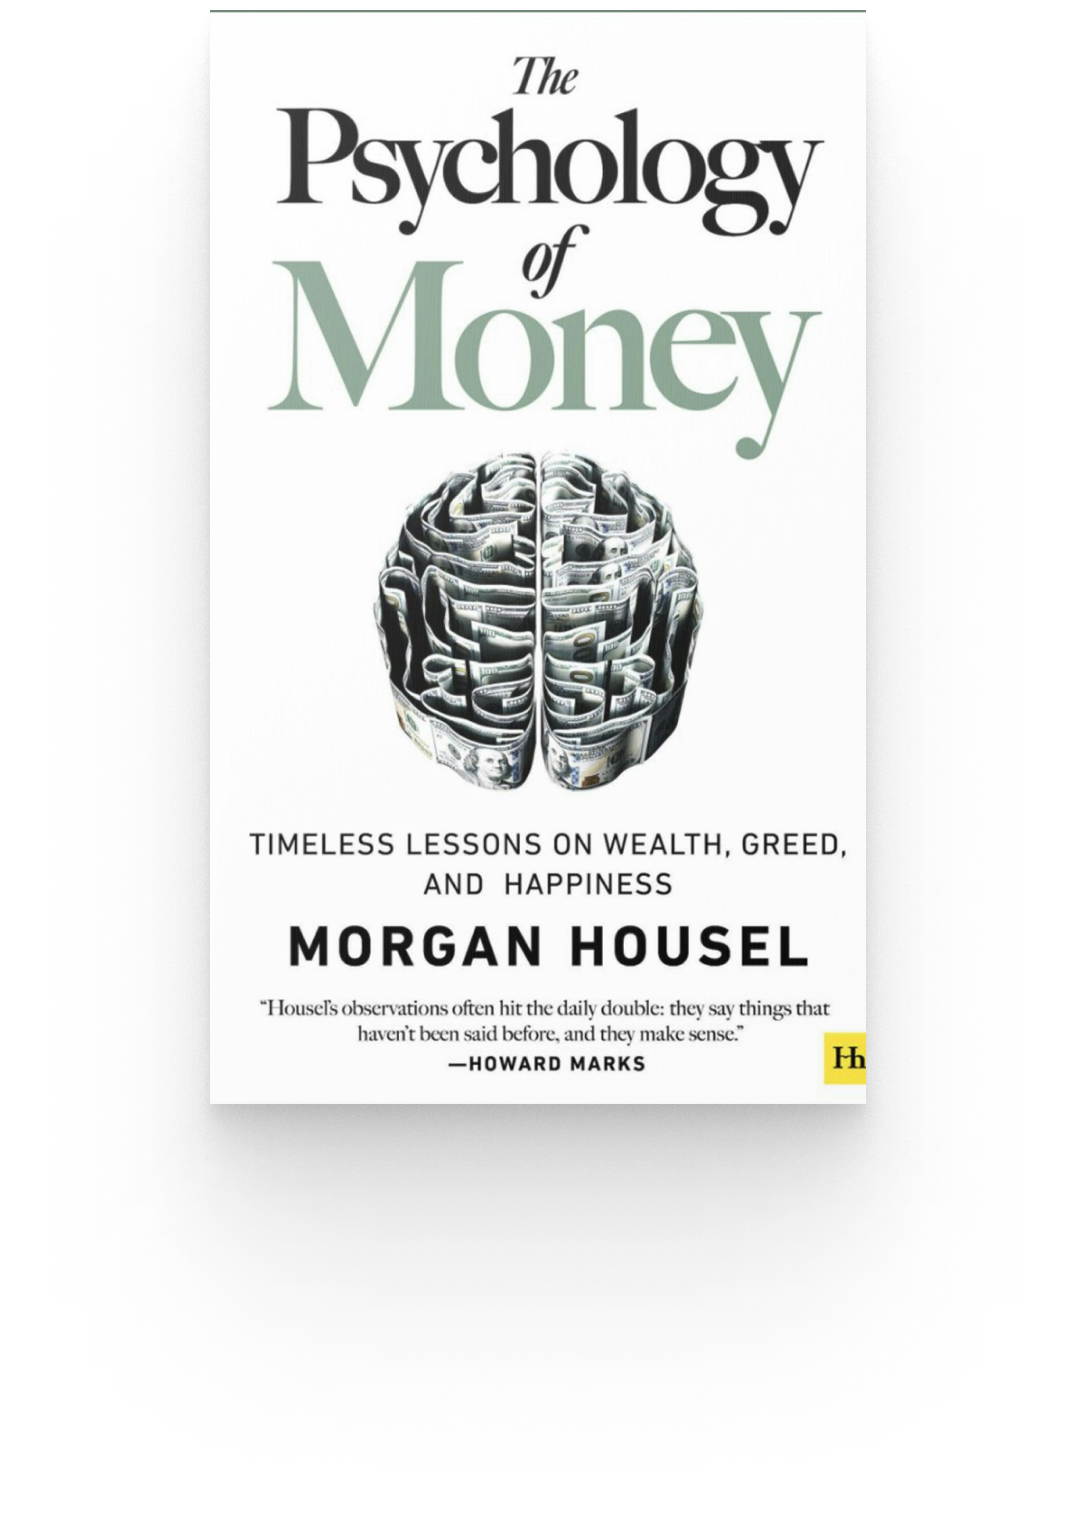 The
Psychology
of
Money
TIMELESS LESSONS ON WEALTH, GREED,
AND HAPPINESS
MORGAN HOUSEL
“Housel’s observations often hit the daily double: they say things that
haven’t been said before, and they make sense.”
—HOWARD MARKS
Hh